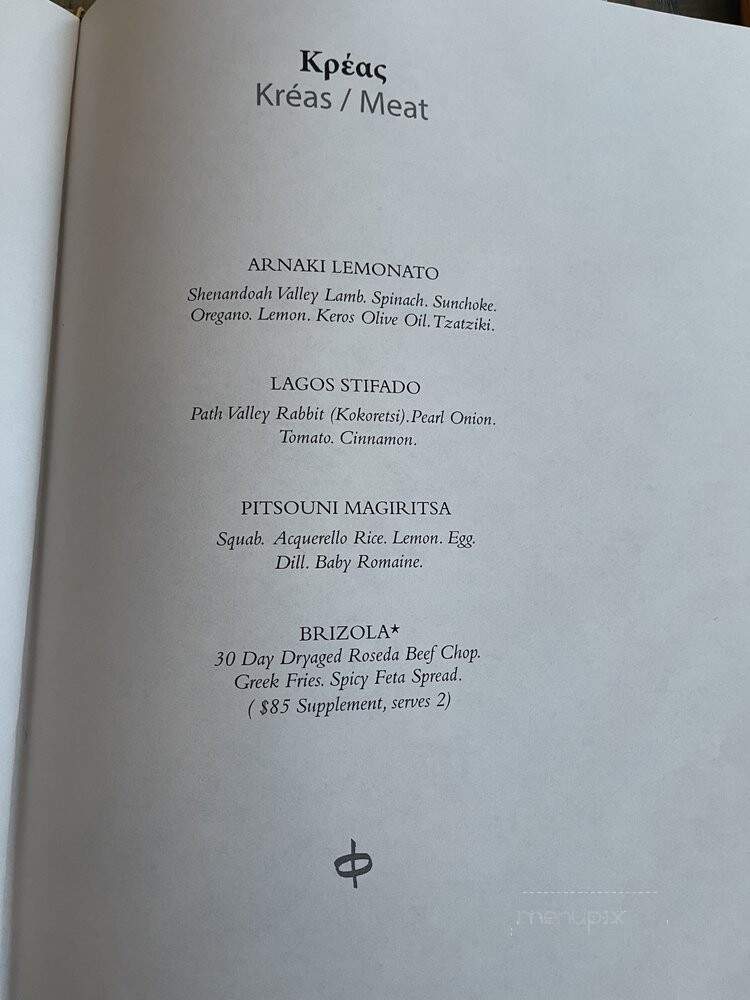 Κρέας
Kréas / Meat
ARNAKI LEMONATO
Shenandoah Valley Lamb. Spinach. Sunchoke.
Oregano. Lemon. Keros Olive Oil. Tzatziki.
LAGOS STIFADO
Path Valley Rabbit (Kokoretsi).Pearl Onion.
Tomato. Cinnamon.
PITSOUNI MAGIRITSA
Squab. Acquerello Rice. Lemon. Egg.
Dill. Baby Romaine.
BRIZOLA★
30 Day Dryaged Roseda Beef Chop.
Greek Fries. Spicy Feta Spread.
( $85 Supplement, serves 2)
menupix